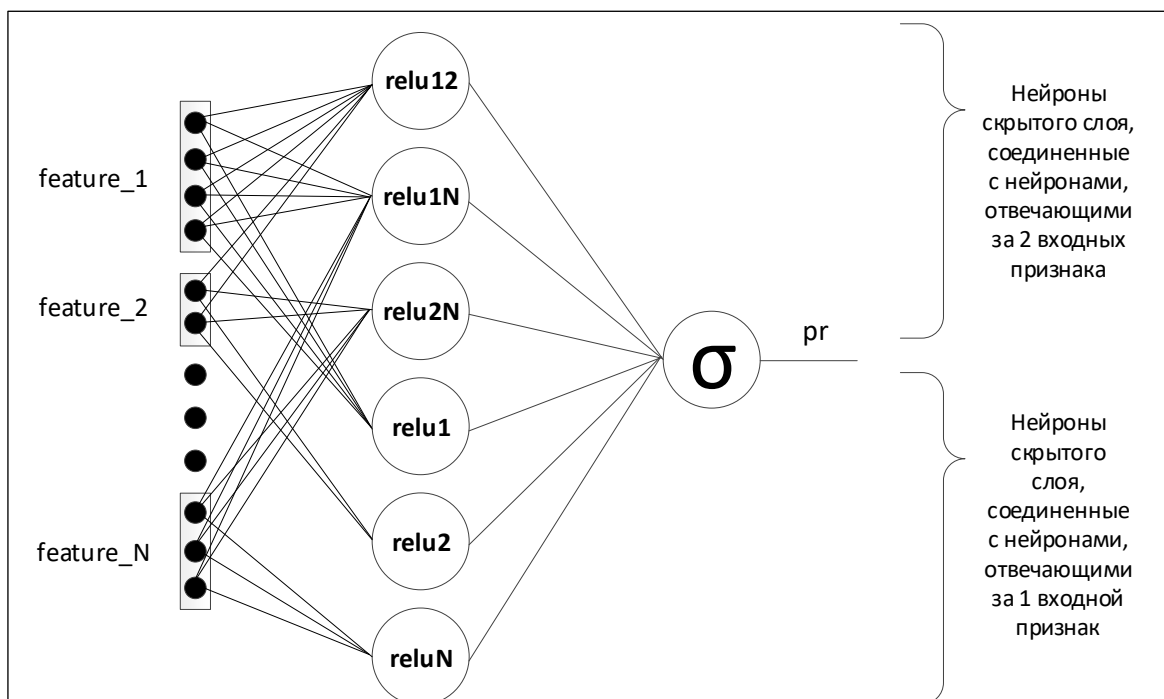 feature_1
feature_2
feature_N
relu12
relu1N
relu2N
relu1
relu2
reluN
σ
pr
Нейроны
скрытого слоя,
соединенные
с нейронами,
отвечающими
за 2 входных
признака
Нейроны
скрытого
слоя,
соединенные
с нейронами,
отвечающими
за 1 входной
признак